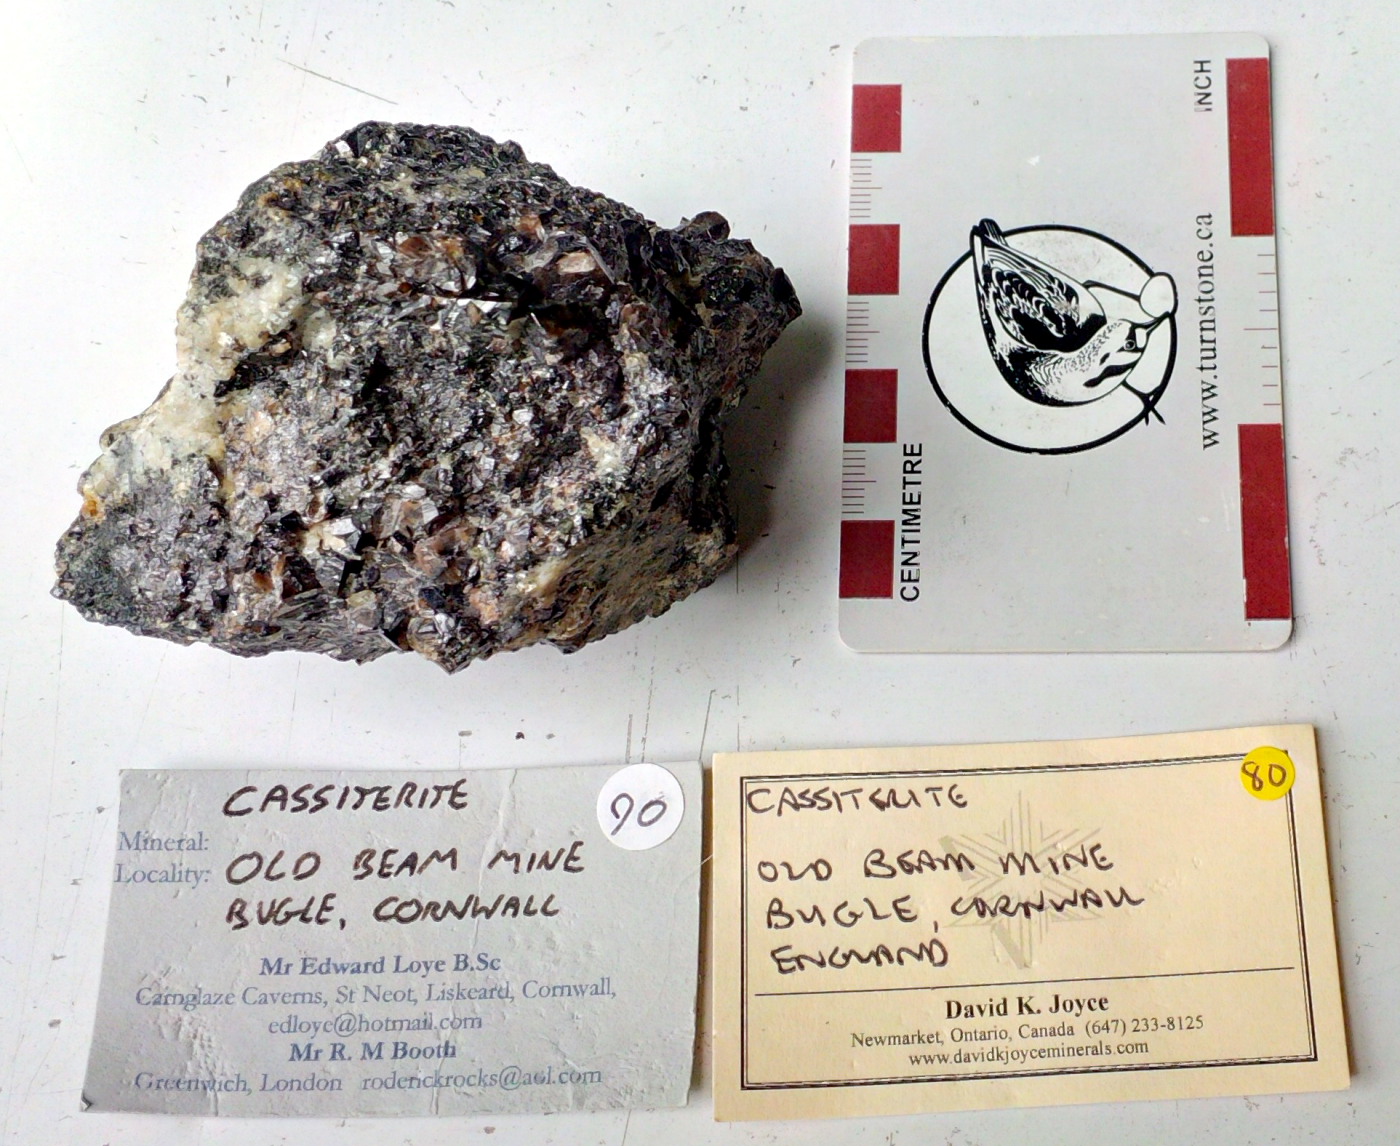 INCH
www.turnstone.ca
CENTIMETRE
CASSITERITE
90
Mineral:
Locality: OLD BEAM MINE
BUGLE, CORNWALL
Mr Edward Loye B.Sc
Carnglaze Caverns, St Neot, Liskeard, Cornwall,
edloye@hotmail.com
Mr R. M Booth
Greenwich, London roderickrocks@aol.com
CASSITERITE
80
OLD BEAM MINE
BUGLE, CORNWALL
ENGLAND
David K. Joyce
Newmarket, Ontario, Canada (647) 233-8125
www.davidkjoyceminerals.com